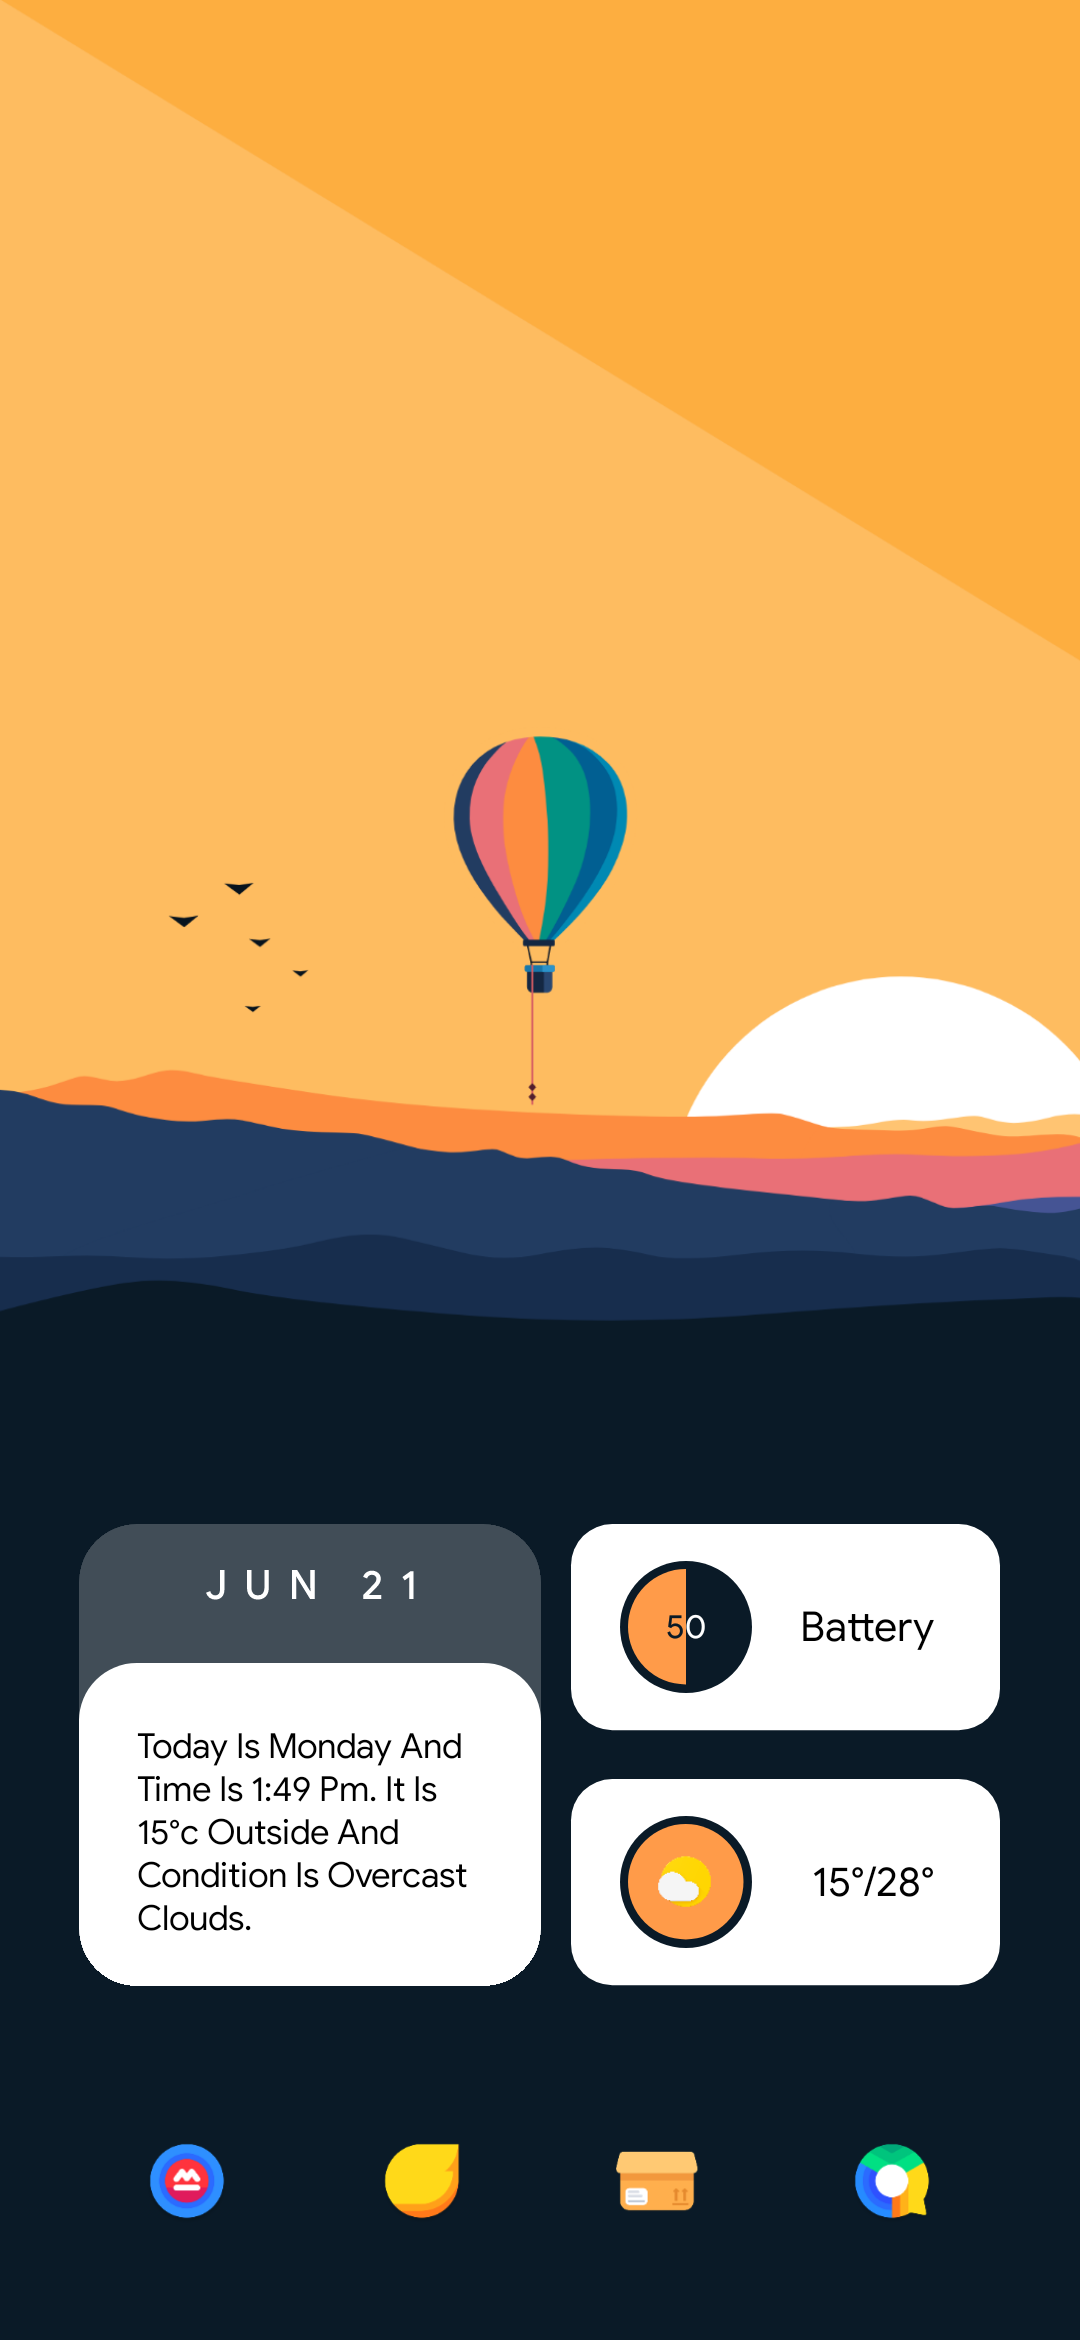 JUN 21
Today Is Monday And
Time Is 1:49 Pm. It Is
15°c Outside And
Condition Is Overcast
Clouds.
50
Battery
15°/28°